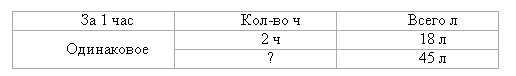 За 1 час Кол-во ч Всего л
Одинаковое 2 ч 18 л
? 45 л